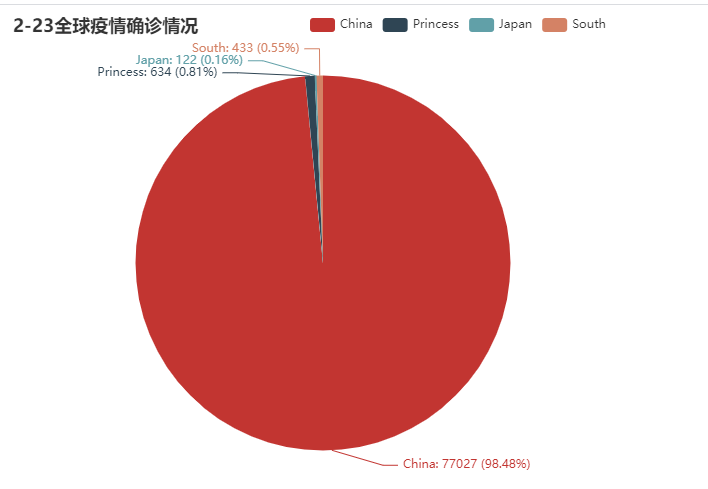 2-23全球疫情确诊情况
China
Princess
Japan
South
South: 433 (0.55%)
Japan: 122 (0.16%)
Princess: 634 (0.81%)
China: 77027 (98.48%)